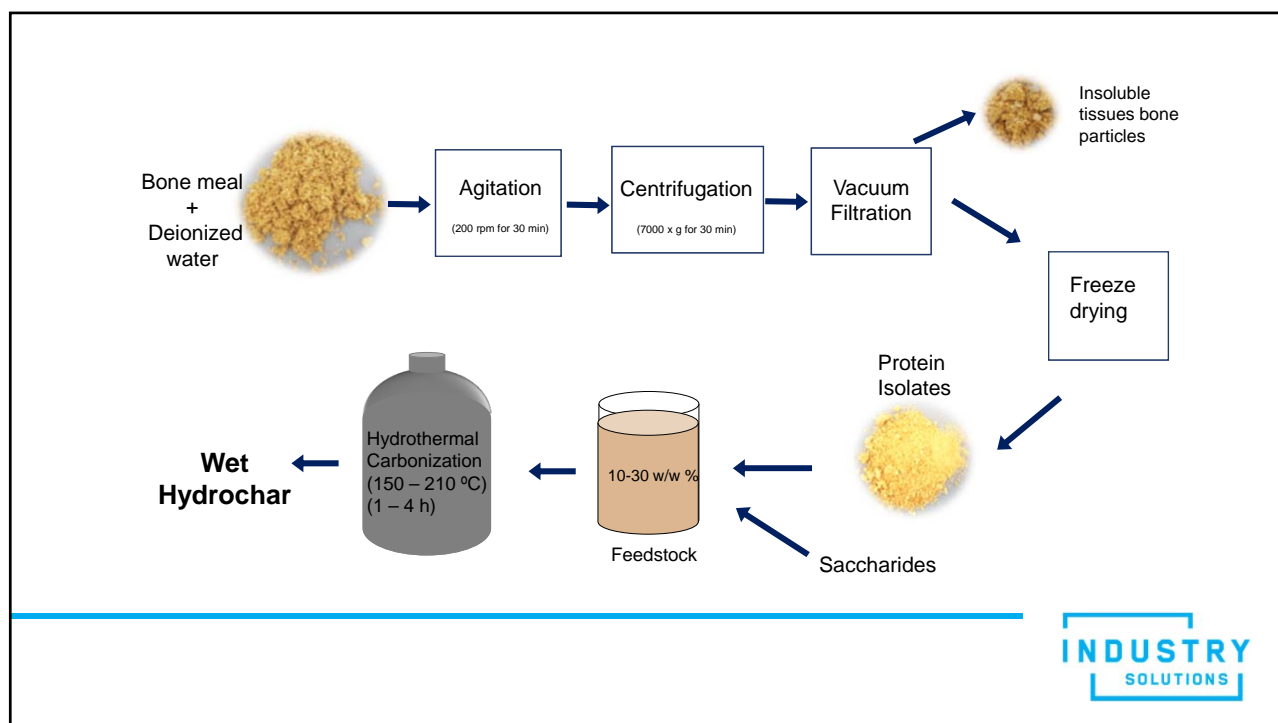 Bone meal
+
Deionized
water
Agitation
(200 rpm for 30 min)
Centrifugation
(7000 x g for 30 min)
Vacuum
Filtration
Insoluble
tissues bone
particles
Freeze
drying
Protein
Isolates
Saccharides
10-30 w/w %
Feedstock
Hydrothermal
Carbonization
(150 – 210 ºC)
(1 – 4 h)
Wet
Hydrochar
INDUSTRY
SOLUTIONS